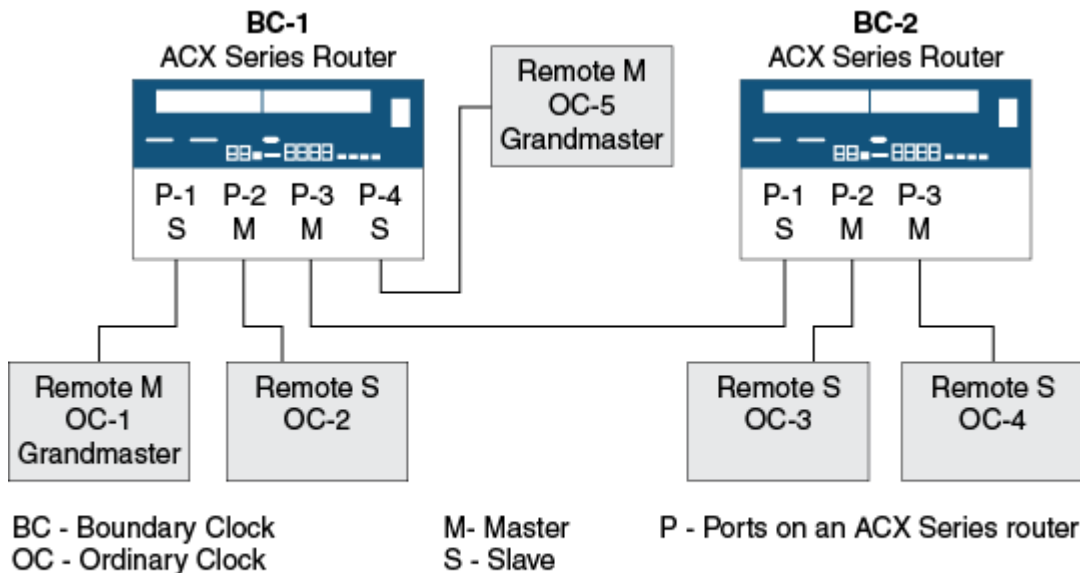 BC-1
ACX Series Router
BC-2
ACX Series Router
Remote M
OC-5
Grandmaster
P-1 P-2 P-3 P-4
S M M S
P-1 P-2 P-3
S M M
Remote M
OC-1
Grandmaster
Remote S
OC-2
Remote S
OC-3
Remote S
OC-4
BC - Boundary Clock
OC - Ordinary Clock
M- Master
S - Slave
P - Ports on an ACX Series router